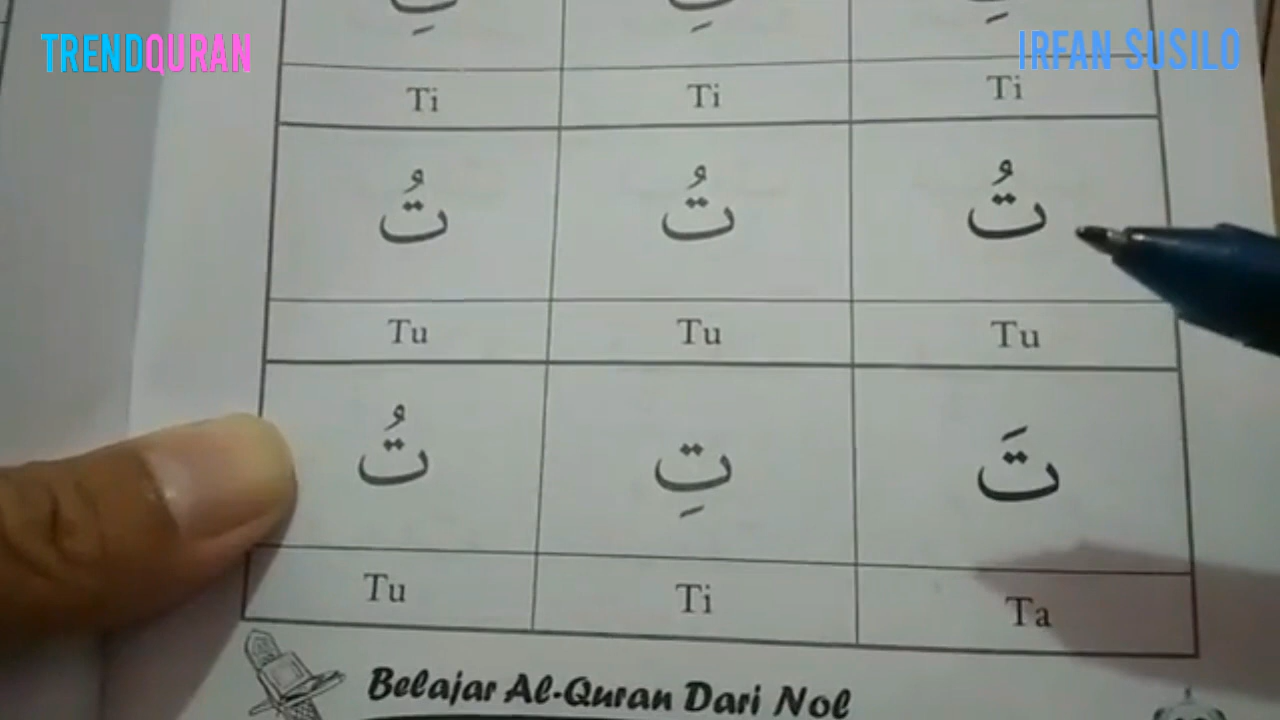 TRENDQURAN
IRFAN SUSILO
تِ تِ تِ
Ti Ti Ti
تُ تُ تُ
Tu Tu Tu
تَ تِ تُ
Tu Ti Ta
Belajar Al-Quran Dari Nol